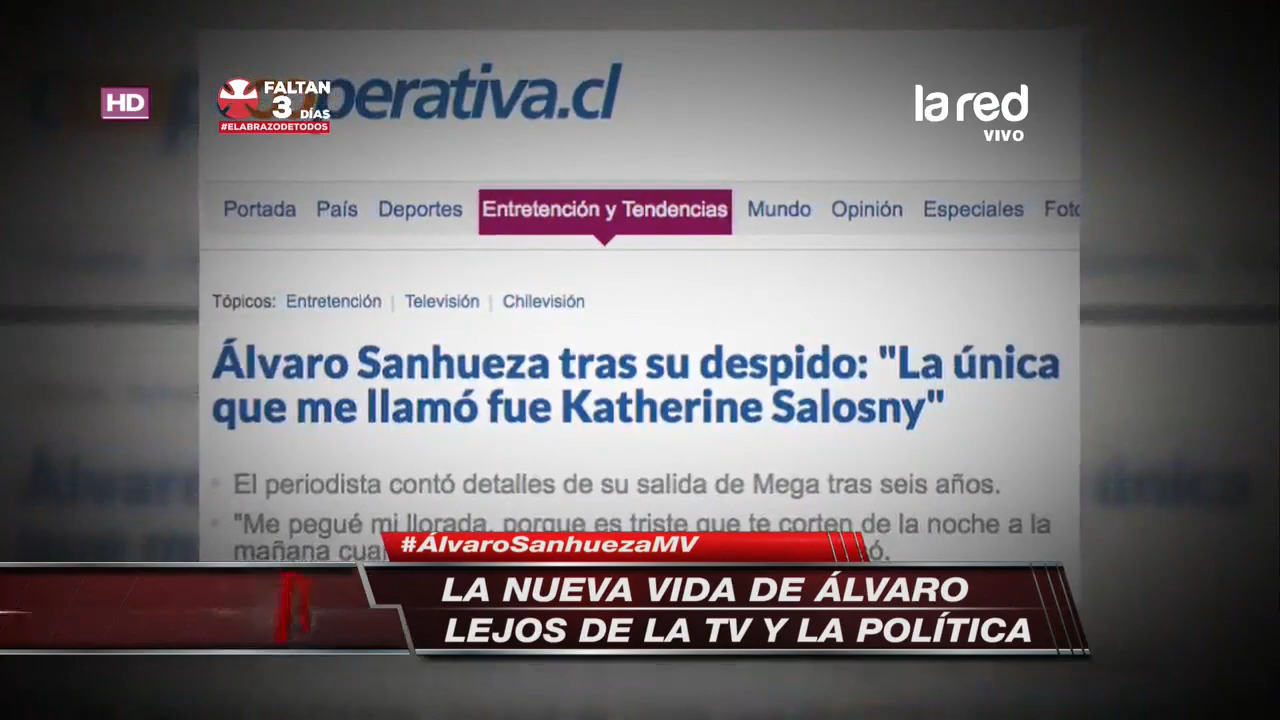 HD
FALTAN
3 DÍAS
#ELABRAZODETODOS
cooperativa.cl
la red
VIVO
Portada País Deportes Entretención y Tendencias Mundo Opinión Especiales
Tópicos: Entretención | Televisión | Chilevisión
Álvaro Sanhueza tras su despido: "La única
que me llamó fue Katherine Salosny"
El periodista contó detalles de su salida de Mega tras seis años.
"Me pegué mi llorada, porque es triste que te corten de la noche a la
mañana
#ÁlvaroSanhuezaMV
LA NUEVA VIDA DE ÁLVARO
LEJOS DE LA TV Y LA POLÍTICA